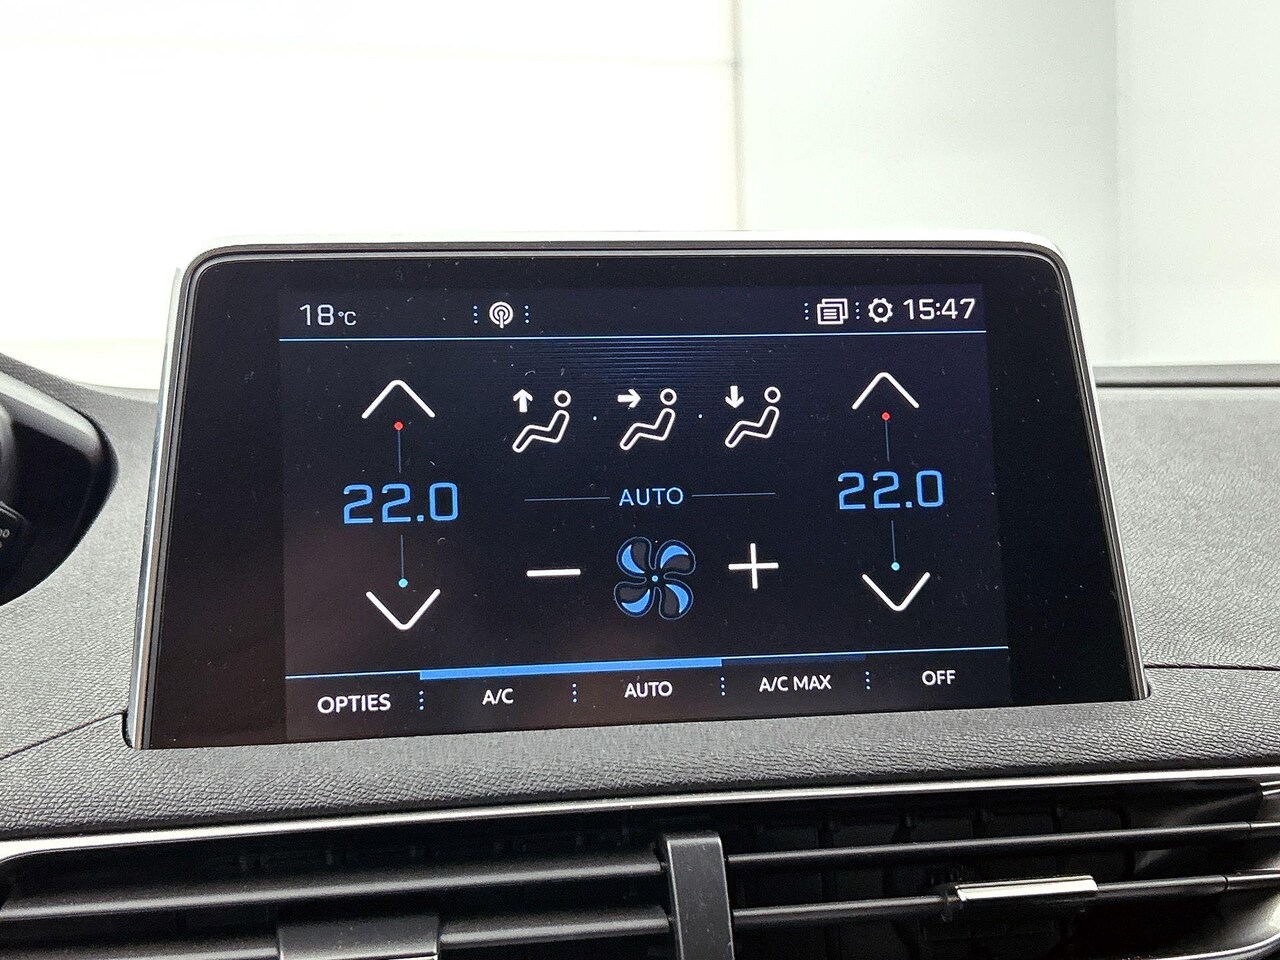 18°C 15:47
22.0 22.0
AUTO
OPTIES A/C AUTO A/C MAX OFF